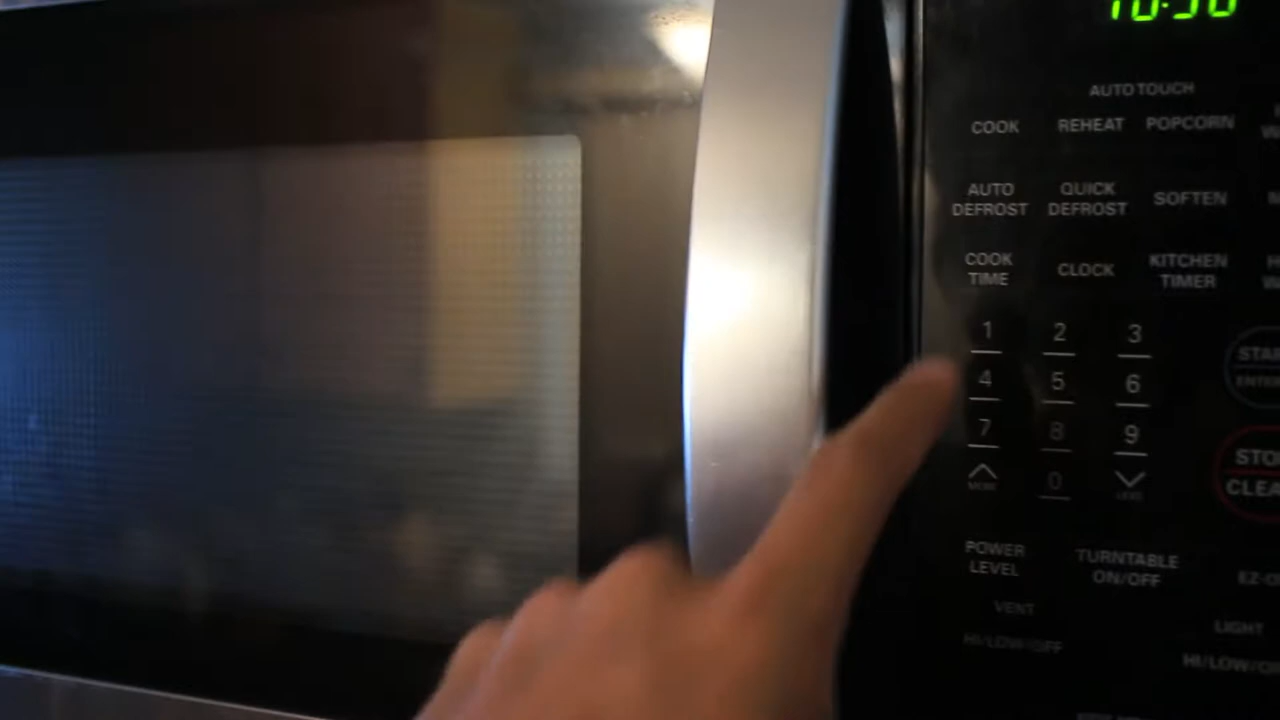 AUTO TOUCH
COOK REHEAT POPCORN
AUTO DEFROST
QUICK DEFROST
SOFTEN
COOK TIME
CLOCK
KITCHEN TIMER
1 2 3
4 5 6
7 8 9
0
POWER LEVEL
TURNTABLE ON/OFF
VENT
HI/LOW/OFF
LIGHT